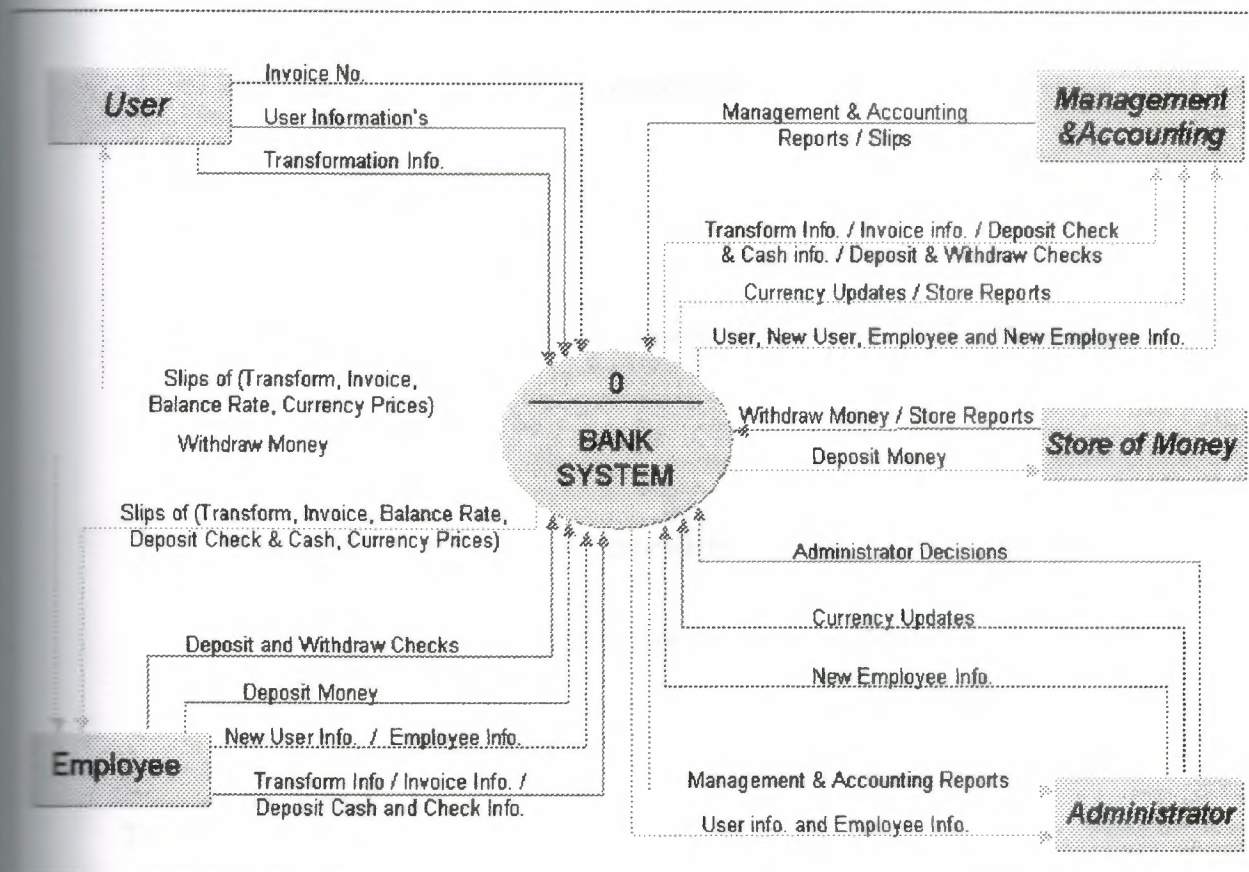 User
Invoice No.
User Information's
Transformation Info.
Management
&Accounting
Management & Accounting
Reports / Slips
Transform Info. / Invoice info. / Deposit Check
& Cash info. / Deposit & Withdraw Checks
Currency Updates / Store Reports
User, New User, Employee and New Employee Info.
Slips of (Transform, Invoice,
Balance Rate, Currency Prices)
Withdraw Money
0
BANK
SYSTEM
Withdraw Money / Store Reports
Deposit Money
Store of Money
Slips of (Transform, Invoice, Balance Rate,
Deposit Check & Cash, Currency Prices)
Administrator Decisions
Currency Updates
New Employee Info.
Deposit and Withdraw Checks
Deposit Money
New User Info. / Employee Info.
Transform Info / Invoice Info. /
Deposit Cash and Check Info.
Employee
Management & Accounting Reports
User info. and Employee Info.
Administrator